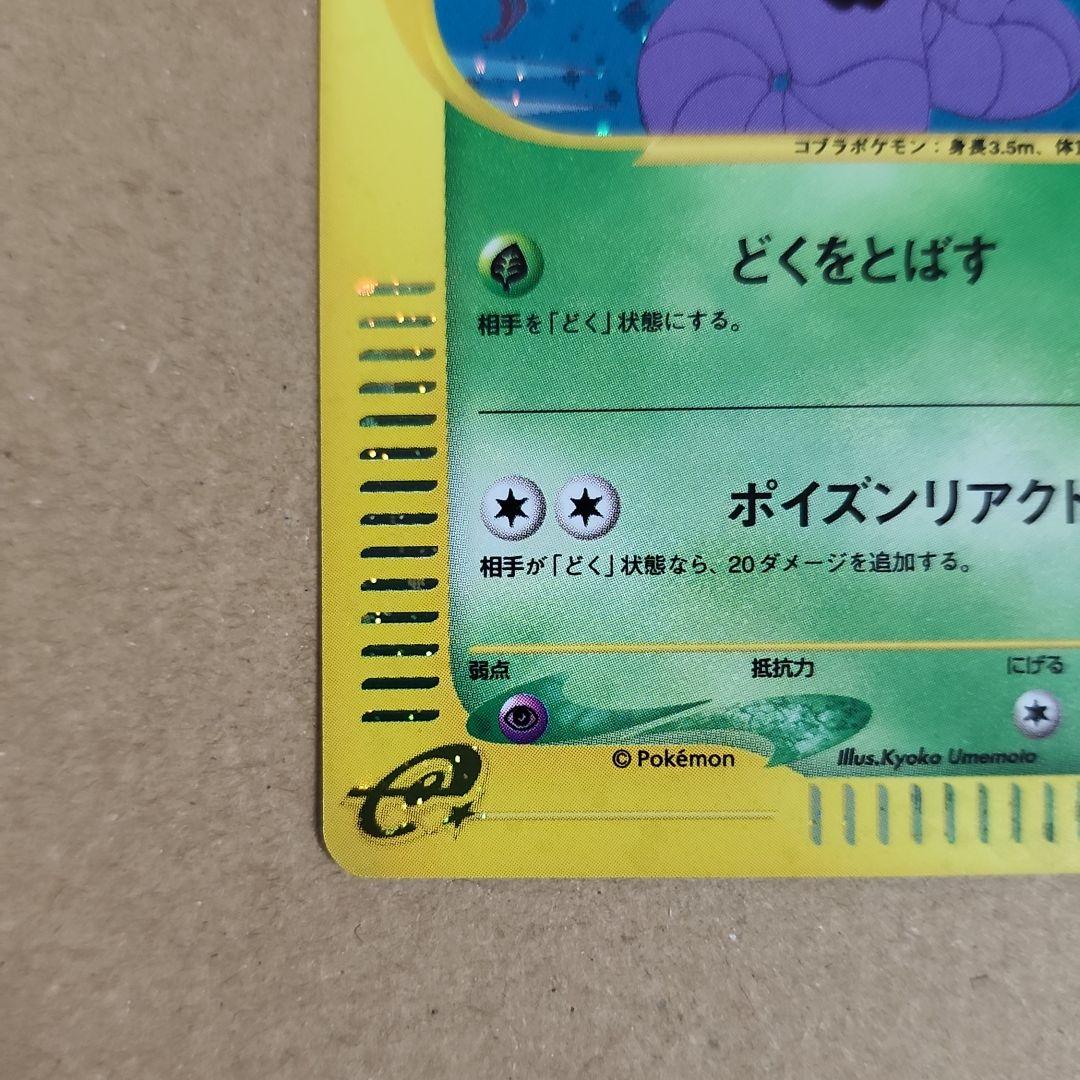 コブラポケモン：身長3.5m、体
どくをとばす
相手を「どく」状態にする。
ポイズンリアクト
相手が「どく」状態なら、20ダメージを追加する。
弱点 抵抗力 にげる
© Pokémon Illus.Kyoko Umemoto